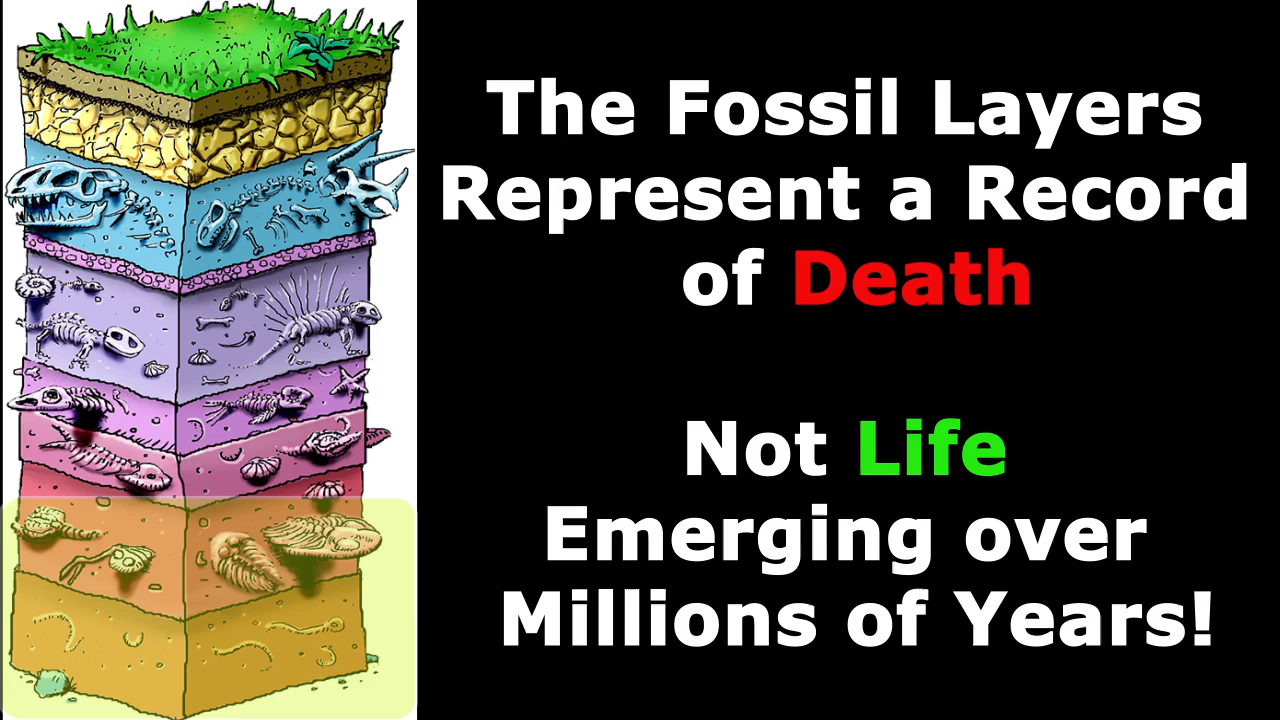 The Fossil Layers
Represent a Record
of Death
Not Life
Emerging over
Millions of Years!